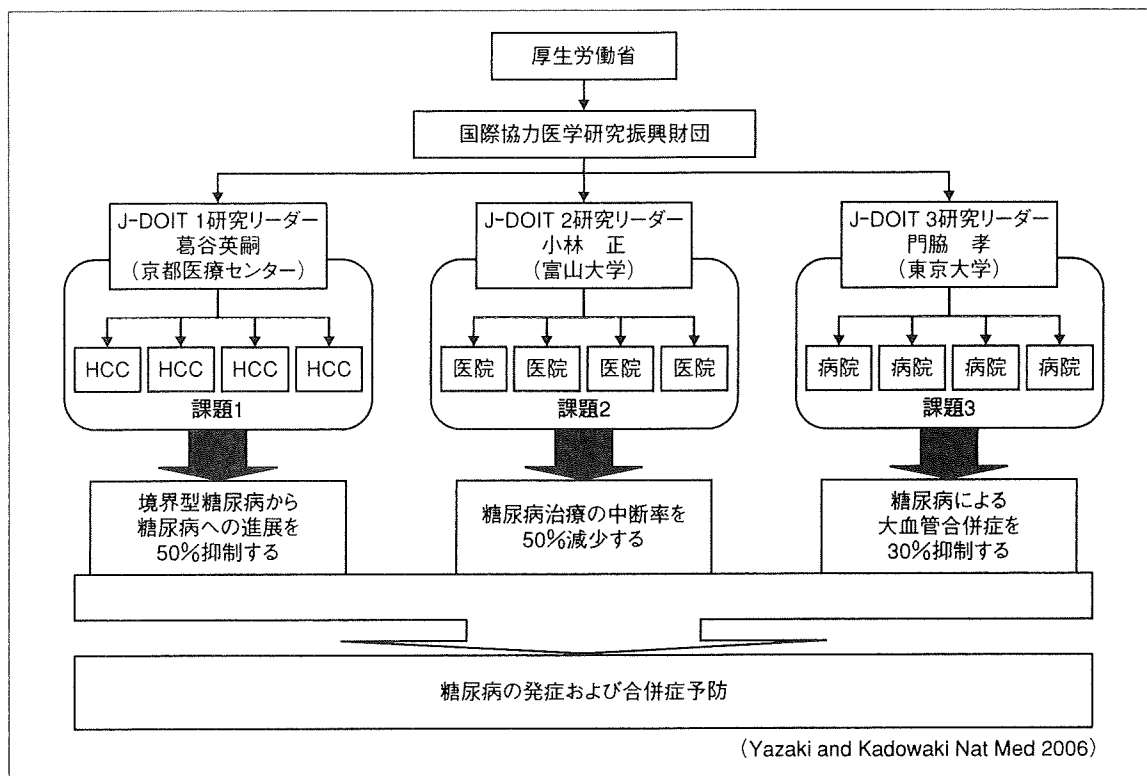 厚生労働省
国際協力医学研究振興財団
J-DOIT 1研究リーダー
葛谷英嗣
（京都医療センター）
HCC HCC HCC HCC
課題1
J-DOIT 2研究リーダー
小林　正
（富山大学）
医院 医院 医院 医院
課題2
J-DOIT 3研究リーダー
門脇　孝
（東京大学）
病院 病院 病院 病院
課題3
境界型糖尿病から
糖尿病への進展を
50％抑制する
糖尿病治療の中断率を
50％減少する
糖尿病による
大血管合併症を
30％抑制する
糖尿病の発症および合併症予防
（Yazaki and Kadowaki Nat Med 2006）